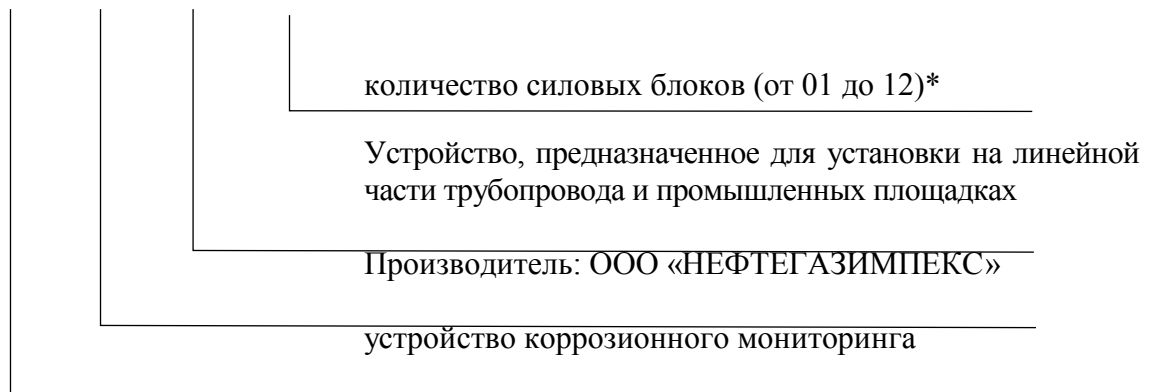 количество силовых блоков (от 01 до 12)*
Устройство, предназначенное для установки на линейной
части трубопровода и промышленных площадках
Производитель: ООО «НЕФТЕГАЗИМПЕКС»
устройство коррозионного мониторинга